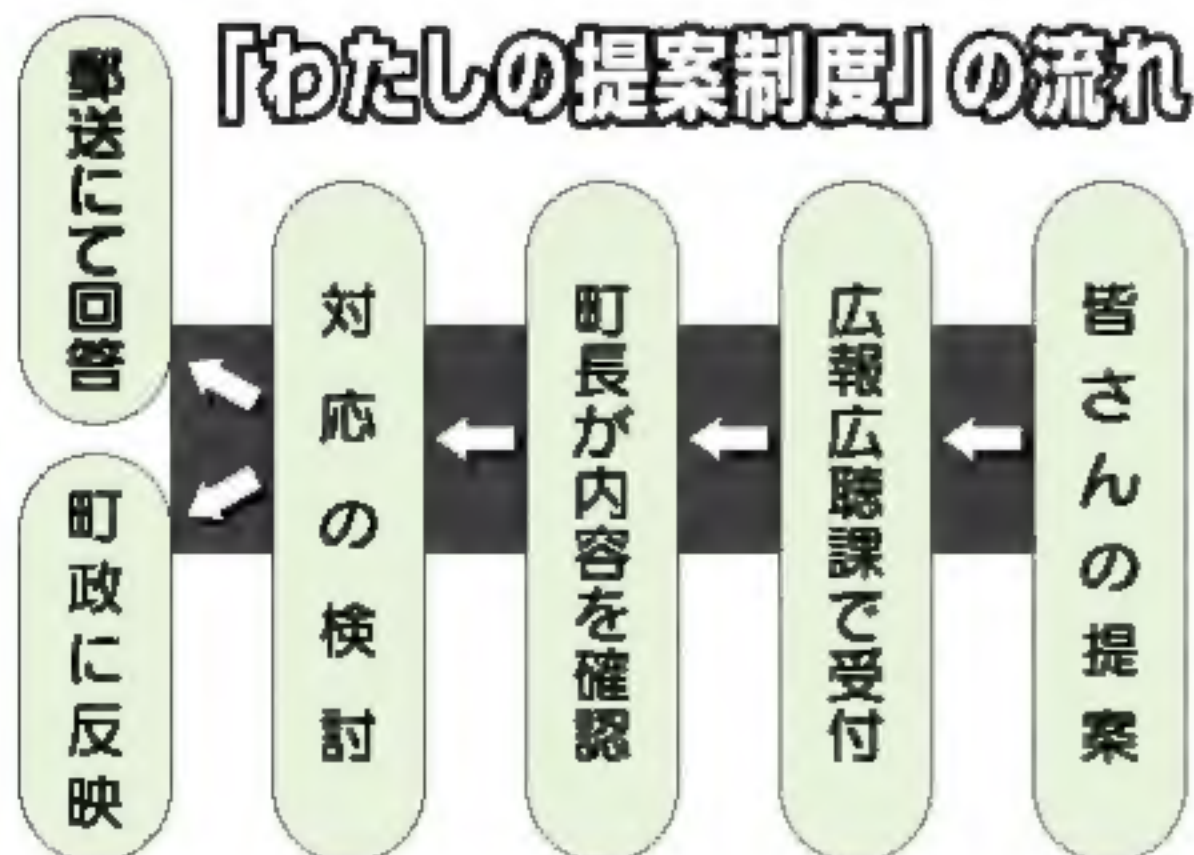 「わたしの提案制度」の流れ
皆さんの提案
広報広聴課で受付
町長が内容を確認
対応の検討
郵送にて回答
町政に反映